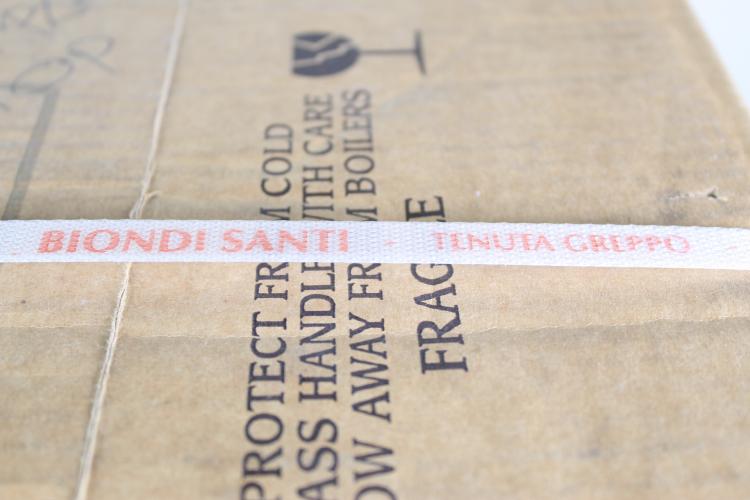 BIONDI SANTI - TENUTA GREPPO -
PROTECT FR M COLD
ASS HANDLE WITH CARE
OW AWAY FR M BOILERS
FRAG E